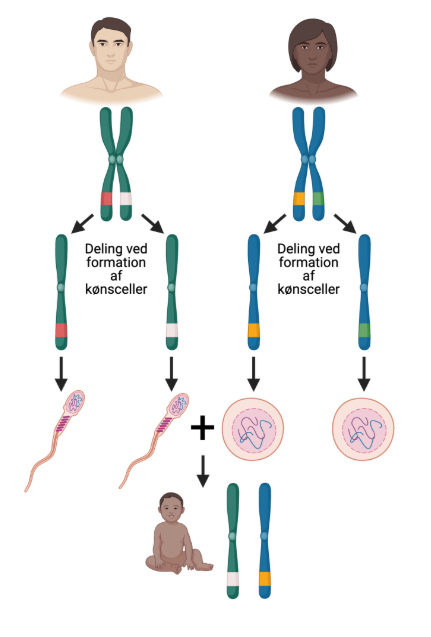 Deling ved
formation
af
kønsceller
Deling ved
formation
af
kønsceller